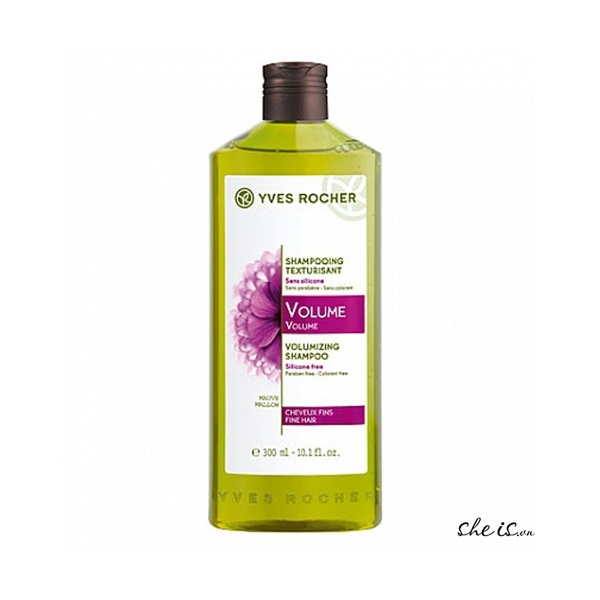 YVES ROCHER
SHAMPOOING
TEXTURISANT
Sans silicone
Sans parabène - Sans colorant
VOLUME
VOLUME
VOLUMIZING
SHAMPOO
Silicone free
Paraben free - Colorant free
MAUVE
MALLOW
CHEVEUX FINS
FINE HAIR
e 300 ml - 10.1 fl. oz.
YVES ROCHER
she is.vn